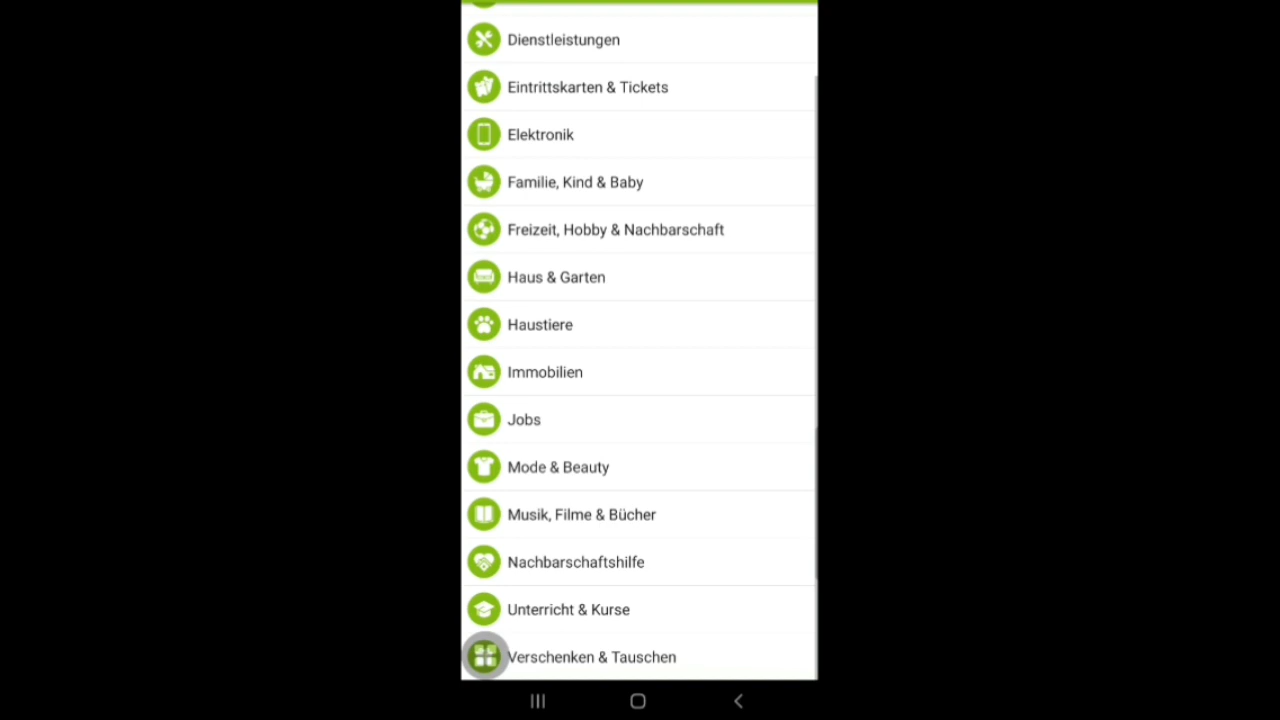 Dienstleistungen
Eintrittskarten & Tickets
Elektronik
Familie, Kind & Baby
Freizeit, Hobby & Nachbarschaft
Haus & Garten
Haustiere
Immobilien
Jobs
Mode & Beauty
Musik, Filme & Bücher
Nachbarschaftshilfe
Unterricht & Kurse
Verschenken & Tauschen